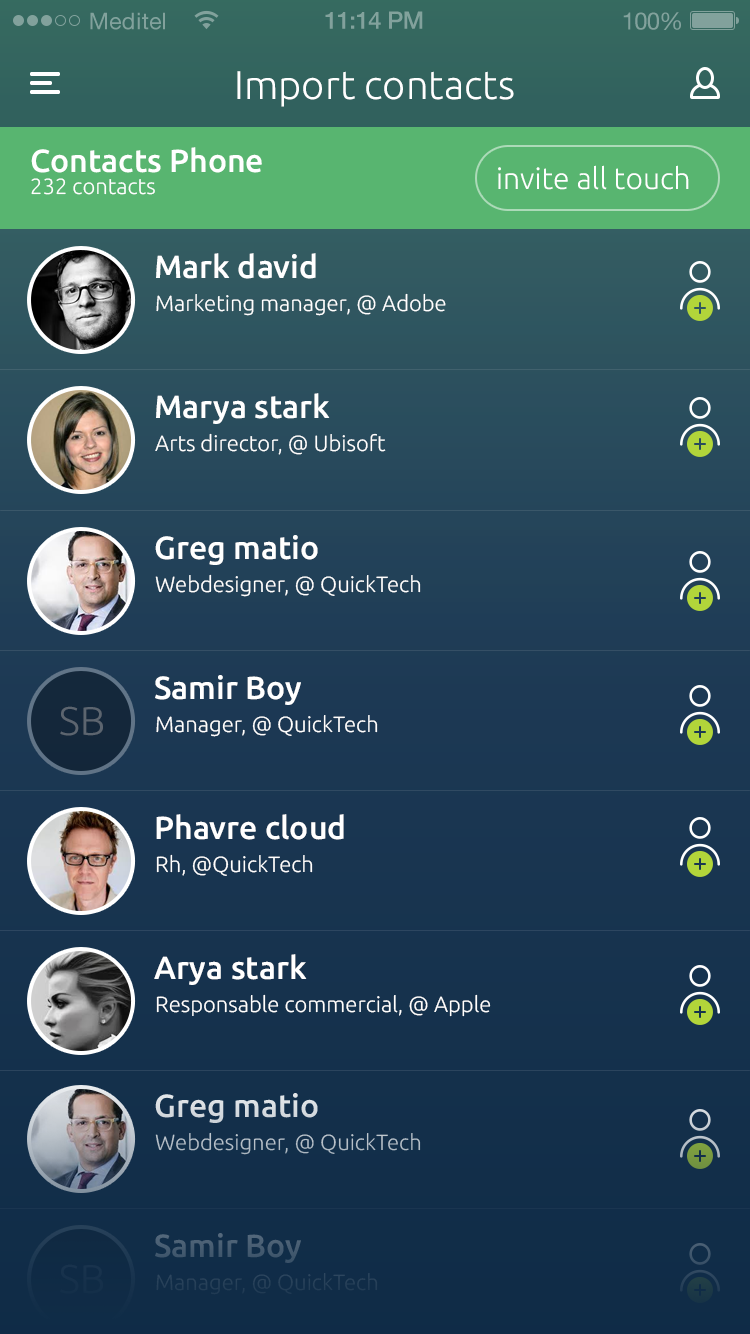 Meditel 11:14 PM 100%
Import contacts
Contacts Phone
232 contacts
invite all touch
Mark david
Marketing manager, @ Adobe
Marya stark
Arts director, @ Ubisoft
Greg matio
Webdesigner, @ QuickTech
SB
Samir Boy
Manager, @ QuickTech
Phavre cloud
Rh, @QuickTech
Arya stark
Responsable commercial, @ Apple
Greg matio
Webdesigner, @ QuickTech
SB
Samir Boy
Manager, @ QuickTech